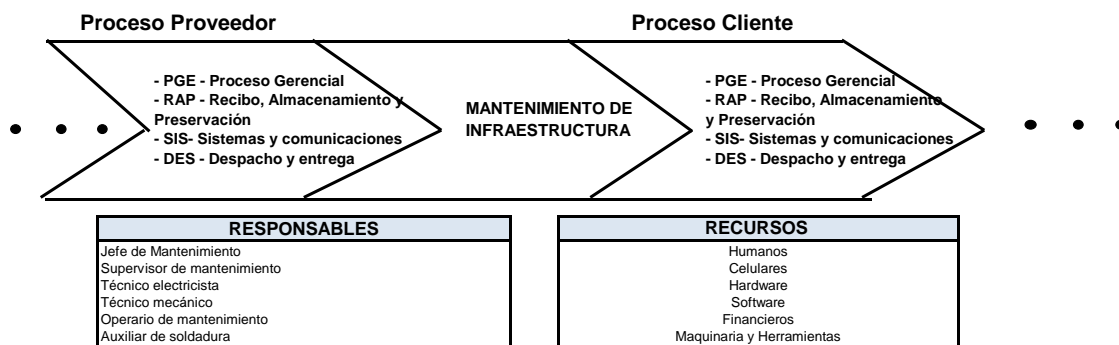 Proceso Proveedor
Proceso Cliente
- PGE - Proceso Gerencial
- RAP - Recibo, Almacenamiento y
Preservación
- SIS- Sistemas y comunicaciones
- DES - Despacho y entrega
MANTENIMIENTO DE
INFRAESTRUCTURA
- PGE - Proceso Gerencial
- RAP - Recibo, Almacenamiento
y Preservación
- SIS- Sistemas y comunicaciones
- DES - Despacho y entrega
RESPONSABLES
Jefe de Mantenimiento
Supervisor de mantenimiento
Técnico electricista
Técnico mecánico
Operario de mantenimiento
Auxiliar de soldadura
RECURSOS
Humanos
Celulares
Hardware
Software
Financieros
Maquinaria y Herramientas